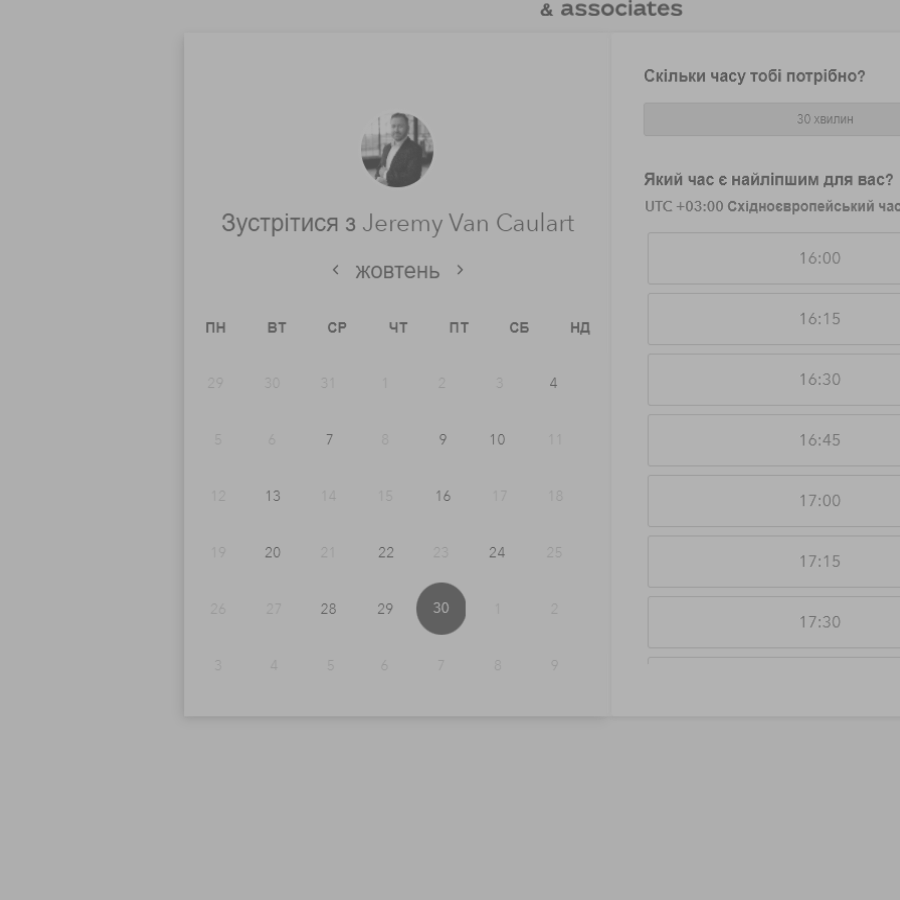 & associates
Скільки часу тобі потрібно?
30 хвилин
Який час є найліпшим для вас?
UTC +03:00 Східноєвропейський час
Зустрітися з Jeremy Van Caulart
жовтень
ПН ВТ СР ЧТ ПТ СБ НД
29 30 31 1 2 3 4
5 6 7 8 9 10 11
12 13 14 15 16 17 18
19 20 21 22 23 24 25
26 27 28 29 30 1 2
3 4 5 6 7 8 9
16:00
16:15
16:30
16:45
17:00
17:15
17:30